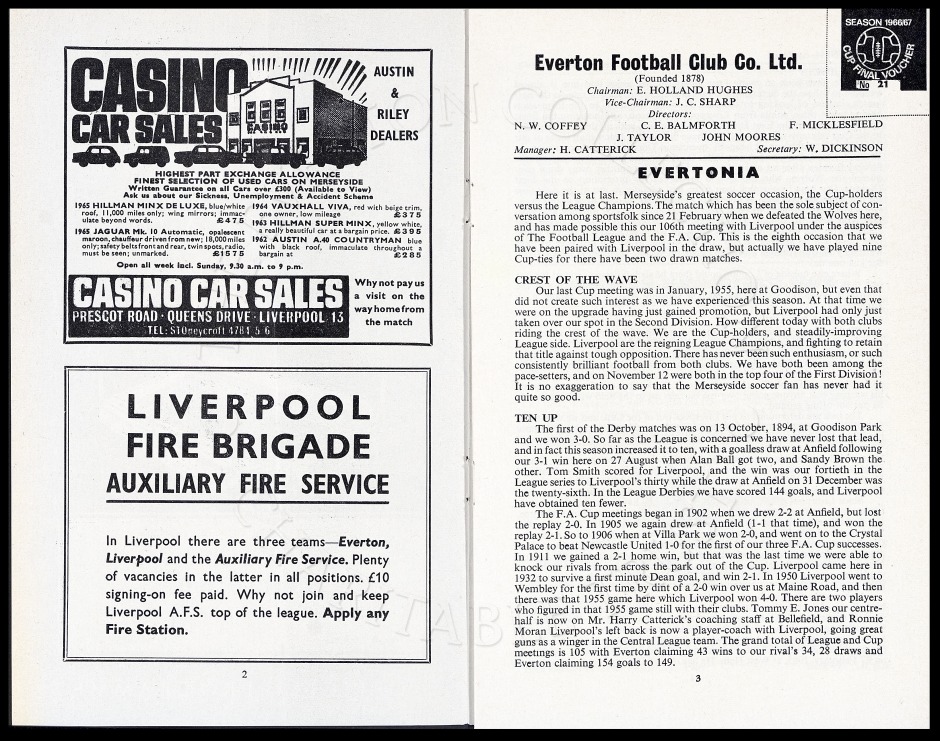 CASINO
CAR SALES
CASINO
AUSTIN
&
RILEY
DEALERS
HIGHEST PART EXCHANGE ALLOWANCE
FINEST SELECTION OF USED CARS ON MERSEYSIDE
Written Guarantee on all Cars over £300 (Available to View)
Ask us about our Sickness, Unemployment & Accident Scheme
1965 HILLMAN MINX DE LUXE, blue/white
roof, 11,000 miles only; wing mirrors; immac-
ulate beyond words. £475
1965 JAGUAR Mk. 10 Automatic, opalescent
maroon, chauffeur driven from new; 18,000 miles
only; safety belts front and rear, twin spots, radio,
must be seen; unmarked. £1575
1964 VAUXHALL VIVA, red with beige trim,
one owner, low mileage £375
1963 HILLMAN SUPER MINX, yellow white,
a really beautiful car at a bargain price. £395
1962 AUSTIN A.40 COUNTRYMAN blue
with black roof, immaculate throughout a
bargain at £285
Open all week incl. Sunday, 9.30 a.m. to 9 p.m.
CASINO CAR SALES
PRESCOT ROAD · QUEENS DRIVE · LIVERPOOL 13
TEL: STOneycroft 4784 5 6
Why not pay us
a visit on the
way home from
the match
LIVERPOOL
FIRE BRIGADE
AUXILIARY FIRE SERVICE
In Liverpool there are three teams—Everton,
Liverpool and the Auxiliary Fire Service. Plenty
of vacancies in the latter in all positions. £10
signing-on fee paid. Why not join and keep
Liverpool A.F.S. top of the league. Apply any
Fire Station.
2
SEASON 1966/67
CUP FINAL VOUCHER
No 21
Everton Football Club Co. Ltd.
(Founded 1878)
Chairman: E. HOLLAND HUGHES
Vice-Chairman: J. C. SHARP
Directors:
N. W. COFFEY C. E. BALMFORTH F. MICKLESFIELD
J. TAYLOR JOHN MOORES
Manager: H. CATTERICK Secretary: W. DICKINSON
EVERTONIA
Here it is at last. Merseyside's greatest soccer occasion, the Cup-holders
versus the League Champions. The match which has been the sole subject of con-
versation among sportsfolk since 21 February when we defeated the Wolves here,
and has made possible this our 106th meeting with Liverpool under the auspices
of The Football League and the F.A. Cup. This is the eighth occasion that we
have been paired with Liverpool in the draw, but actually we have played nine
Cup-ties for there have been two drawn matches.
CREST OF THE WAVE
Our last Cup meeting was in January, 1955, here at Goodison, but even that
did not create such interest as we have experienced this season. At that time we
were on the upgrade having just gained promotion, but Liverpool had only just
taken over our spot in the Second Division. How different today with both clubs
riding the crest of the wave. We are the Cup-holders, and steadily-improving
League side. Liverpool are the reigning League Champions, and fighting to retain
that title against tough opposition. There has never been such enthusiasm, or such
consistently brilliant football from both clubs. We have both been among the
pace-setters, and on November 12 were both in the top four of the First Division!
It is no exaggeration to say that the Merseyside soccer fan has never had it
quite so good.
TEN UP
The first of the Derby matches was on 13 October, 1894, at Goodison Park
and we won 3-0. So far as the League is concerned we have never lost that lead,
and in fact this season increased it to ten, with a goalless draw at Anfield following
our 3-1 win here on 27 August when Alan Ball got two, and Sandy Brown the
other. Tom Smith scored for Liverpool, and the win was our fortieth in the
League series to Liverpool's thirty while the draw at Anfield on 31 December was
the twenty-sixth. In the League Derbies we have scored 144 goals, and Liverpool
have obtained ten fewer.
The F.A. Cup meetings began in 1902 when we drew 2-2 at Anfield, but lost
the replay 2-0. In 1905 we again drew at Anfield (1-1 that time), and won the
replay 2-1. So to 1906 when at Villa Park we won 2-0, and went on to the Crystal
Palace to beat Newcastle United 1-0 for the first of our three F.A. Cup successes.
In 1911 we gained a 2-1 home win, but that was the last time we were able to
knock our rivals from across the park out of the Cup. Liverpool came here in
1932 to survive a first minute Dean goal, and win 2-1. In 1950 Liverpool went to
Wembley for the first time by dint of a 2-0 win over us at Maine Road, and then
there was that 1955 game here which Liverpool won 4-0. There are two players
who figured in that 1955 game still with their clubs. Tommy E. Jones our centre-
half is now on Mr. Harry Catterick's coaching staff at Bellefield, and Ronnie
Moran Liverpool's left back is now a player-coach with Liverpool, going great
guns as a winger in the Central League team. The grand total of League and Cup
meetings is 105 with Everton claiming 43 wins to our rival's 34, 28 draws and
Everton claiming 154 goals to 149.
3